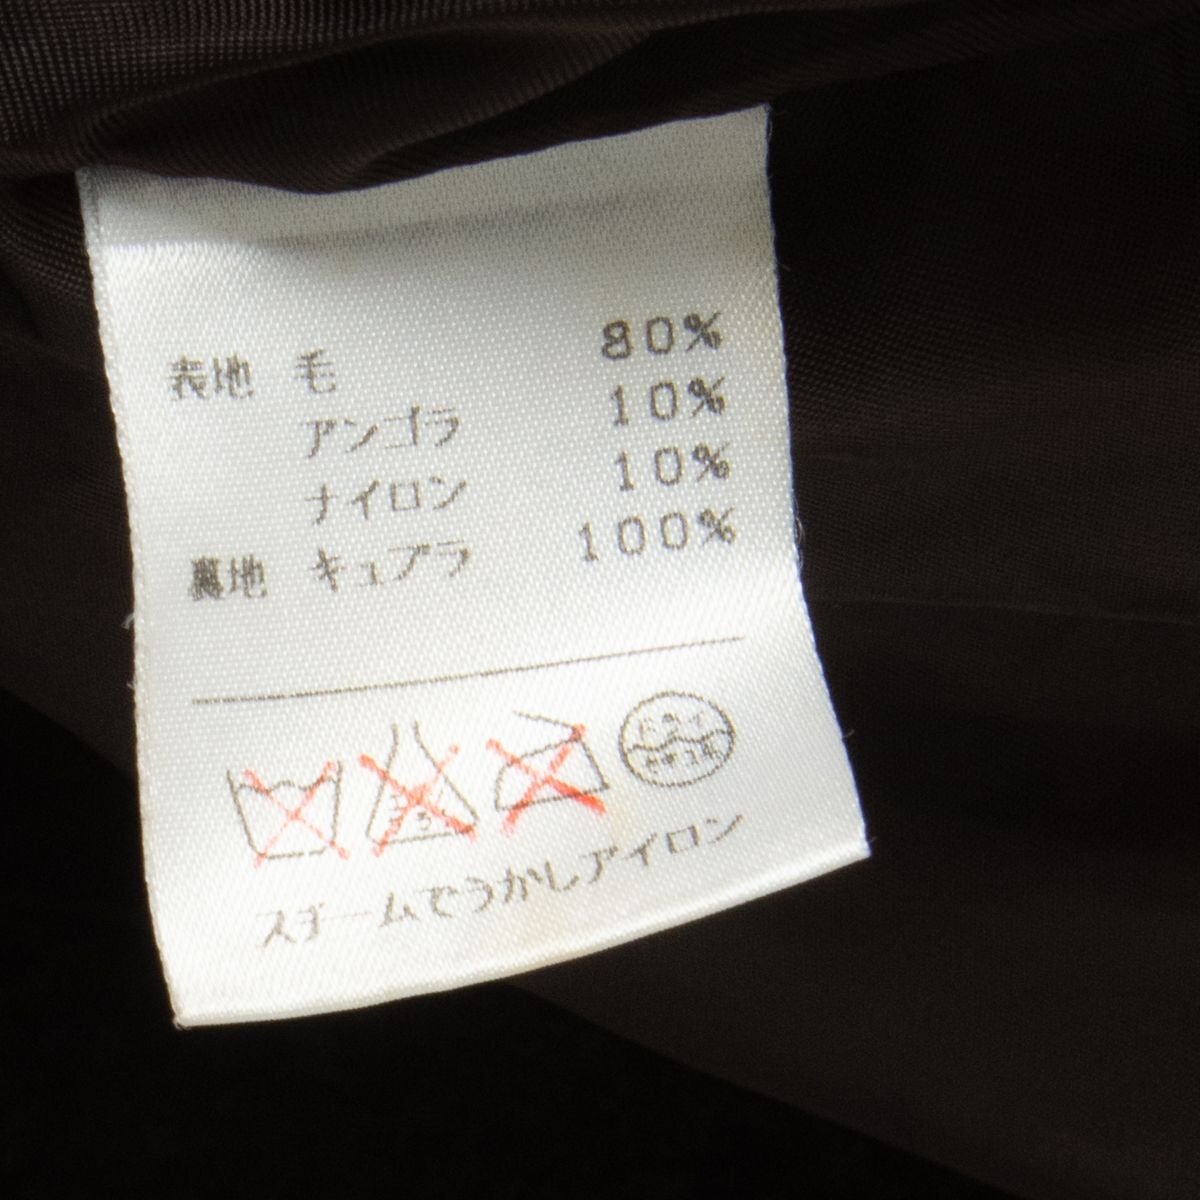 表地 毛 80%
アンゴラ 10%
ナイロン 10%
裏地 キュプラ 100%
ドライ
セキユ系
スチームでうかしアイロン